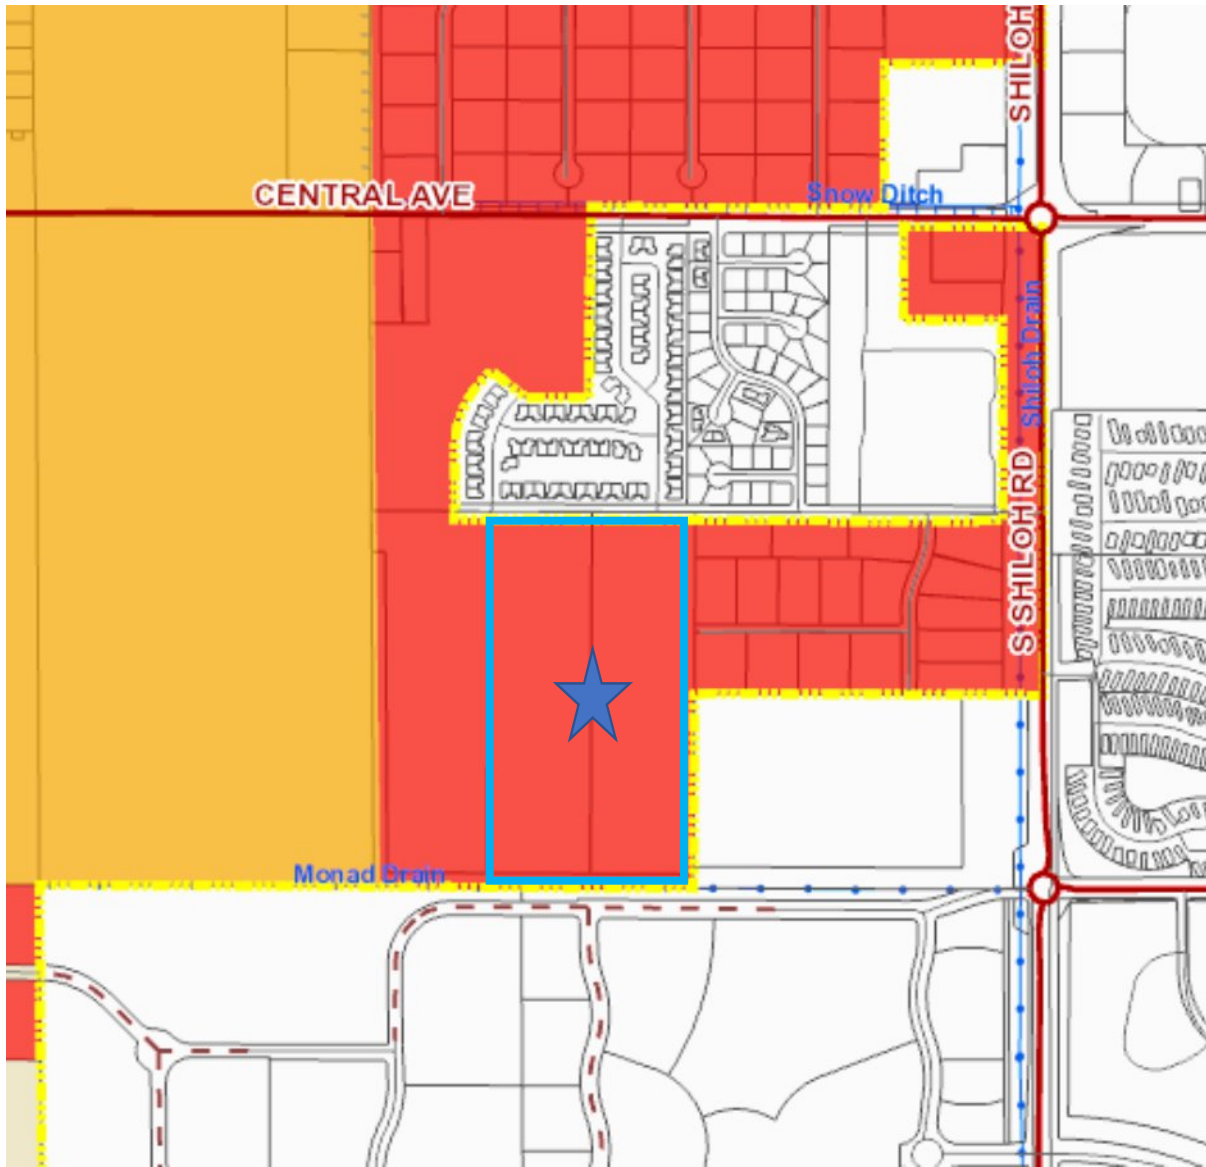 SHILOH
CENTRAL AVE
Snow Ditch
Shiloh Drain
S SHILOH RD
Monad Drain